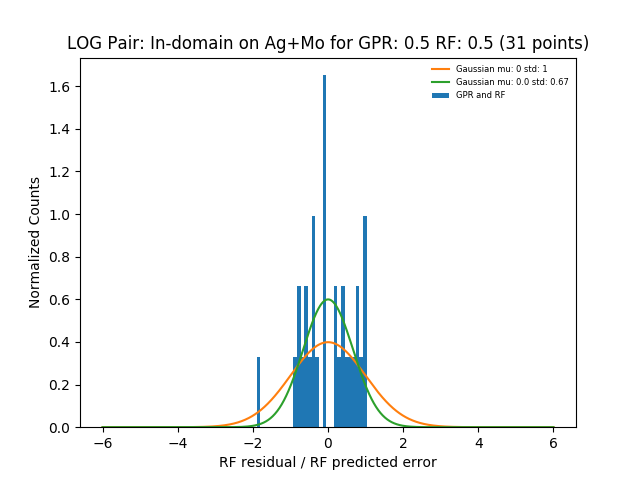 LOG Pair: In-domain on Ag+Mo for GPR: 0.5 RF: 0.5 (31 points)
Gaussian mu: 0 std: 1
Gaussian mu: 0.0 std: 0.67
GPR and RF
Normalized Counts
1.6
1.4
1.2
1.0
0.8
0.6
0.4
0.2
0.0
−6 −4 −2 0 2 4 6
RF residual / RF predicted error